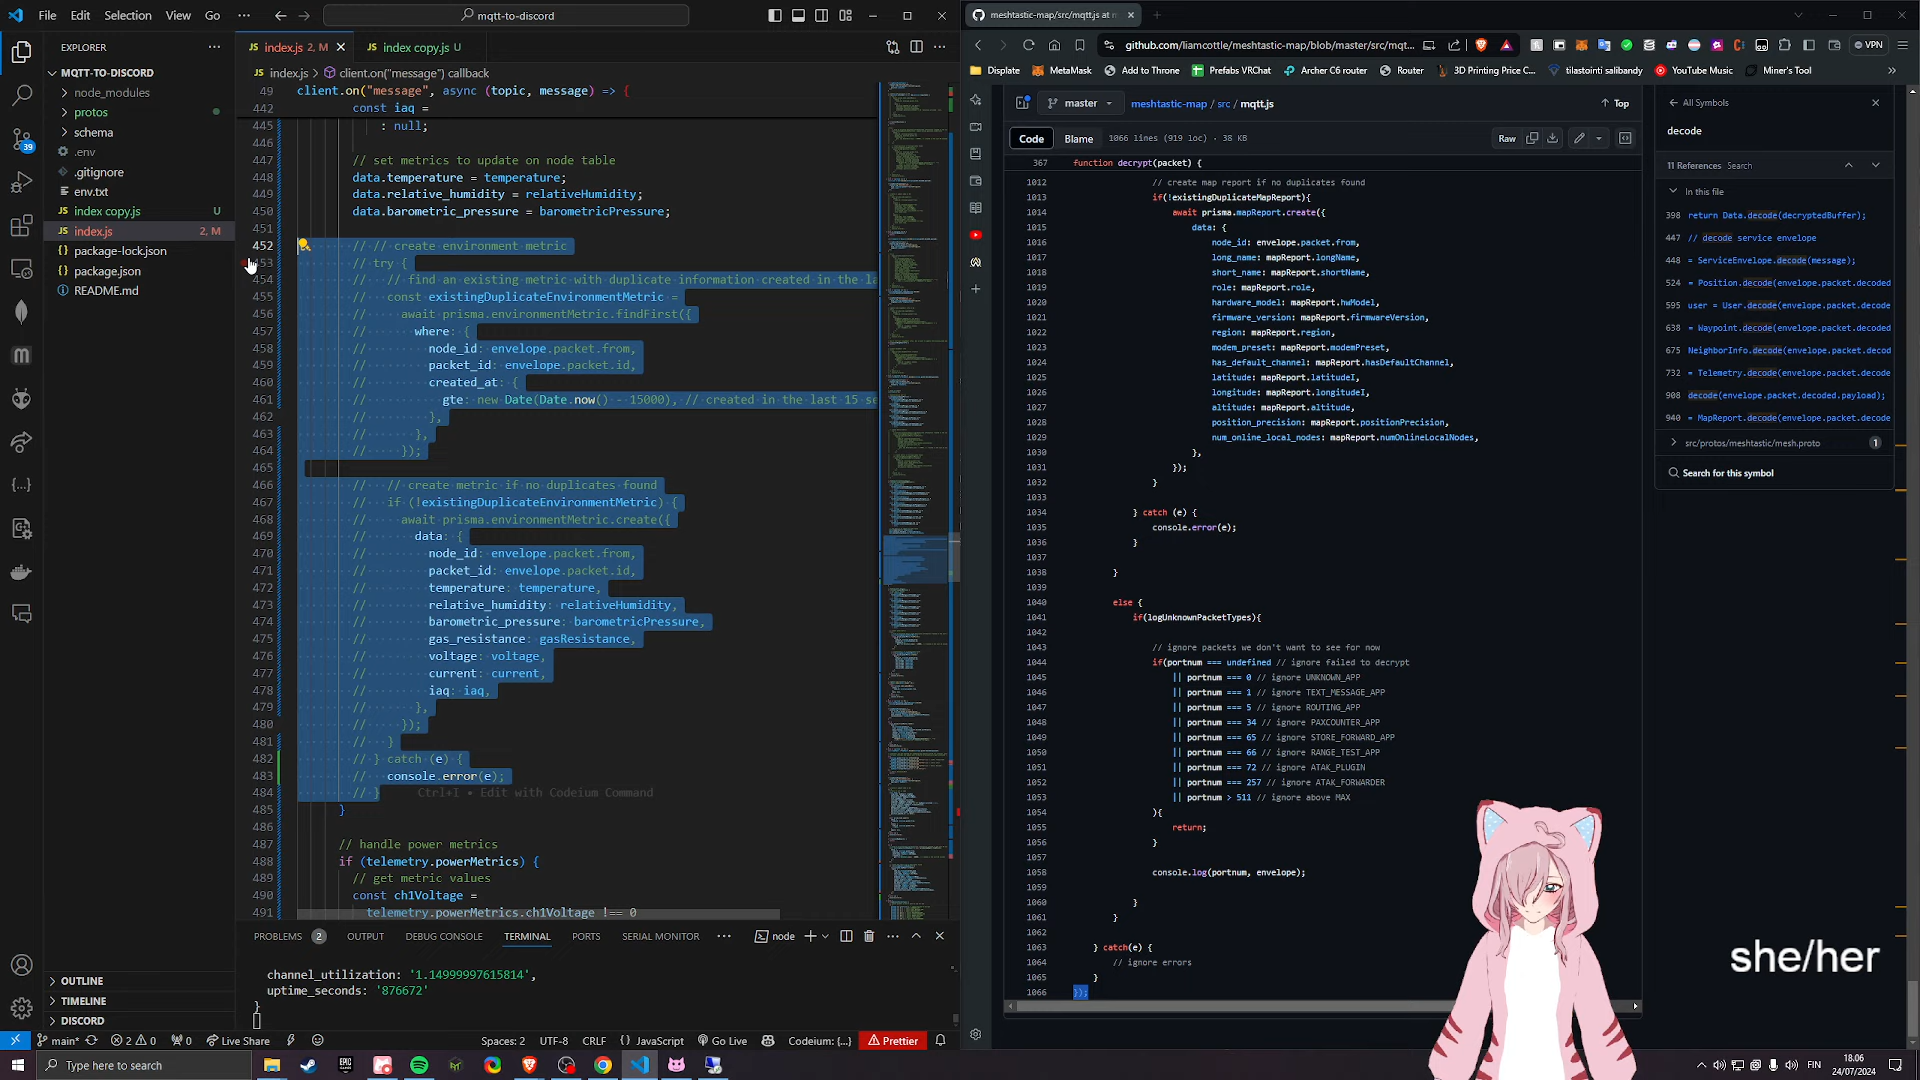 File Edit Selection View Go ··· mqtt-to-discord
EXPLORER ···
MQTT-TO-DISCORD
node_modules
protos
schema
.env
.gitignore
env.txt
JS index copy.js U
JS index.js 2, M
{} package-lock.json
{} package.json
README.md
OUTLINE
TIMELINE
DISCORD
39
JS index.js 2, M
JS index copy.js U
JS index.js > client.on("message") callback
49 client.on("message", async (topic, message) => {
442 const iaq =
445 : null;
446
447 // set metrics to update on node table
448 data.temperature = temperature;
449 data.relative_humidity = relativeHumidity;
450 data.barometric_pressure = barometricPressure;
451
452 // // create environment metric
453 // try {
454 // // find an existing metric with duplicate information created in the la
455 // const existingDuplicateEnvironmentMetric =
456 // await prisma.environmentMetric.findFirst({
457 // where: {
458 // node_id: envelope.packet.from,
459 // packet_id: envelope.packet.id,
460 // created_at: {
461 // gte: new Date(Date.now() - 15000), // created in the last 15 se
462 // },
463 // },
464 // });
465
466 // // create metric if no duplicates found
467 // if (!existingDuplicateEnvironmentMetric) {
468 // await prisma.environmentMetric.create({
469 // data: {
470 // node_id: envelope.packet.from,
471 // packet_id: envelope.packet.id,
472 // temperature: temperature,
473 // relative_humidity: relativeHumidity,
474 // barometric_pressure: barometricPressure,
475 // gas_resistance: gasResistance,
476 // voltage: voltage,
477 // current: current,
478 // iaq: iaq,
479 // },
480 // });
481 // }
482 // } catch (e) {
483 // console.error(e);
484 // } Ctrl+I • Edit with Codeium Command
485 }
486
487 // handle power metrics
488 if (telemetry.powerMetrics) {
489 // get metric values
490 const ch1Voltage =
491 telemetry.powerMetrics.ch1Voltage !== 0
PROBLEMS 2 OUTPUT DEBUG CONSOLE TERMINAL PORTS SERIAL MONITOR ··· node
channel_utilization: '1.14999997615814',
uptime_seconds: '876672'
}
main* 2 0 0 Live Share Spaces: 2 UTF-8 CRLF {} JavaScript Go Live Codeium: {...} Prettier
meshtastic-map/src/mqtt.js at m
github.com/liamcottle/meshtastic-map/blob/master/src/mqtt... VPN
Displate MetaMask Add to Throne Prefabs VRChat Archer C6 router Router 3D Printing Price C... tilastointi salibandy YouTube Music Miner's Tool »
master meshtastic-map / src / mqtt.js Top
Code Blame 1066 lines (919 loc) · 38 KB Raw
367 function decrypt(packet) {
1012 // create map report if no duplicates found
1013 if(!existingDuplicateMapReport){
1014 await prisma.mapReport.create({
1015 data: {
1016 node_id: envelope.packet.from,
1017 long_name: mapReport.longName,
1018 short_name: mapReport.shortName,
1019 role: mapReport.role,
1020 hardware_model: mapReport.hwModel,
1021 firmware_version: mapReport.firmwareVersion,
1022 region: mapReport.region,
1023 modem_preset: mapReport.modemPreset,
1024 has_default_channel: mapReport.hasDefaultChannel,
1025 latitude: mapReport.latitudeI,
1026 longitude: mapReport.longitudeI,
1027 altitude: mapReport.altitude,
1028 position_precision: mapReport.positionPrecision,
1029 num_online_local_nodes: mapReport.numOnlineLocalNodes,
1030 },
1031 });
1032 }
1033
1034 } catch (e) {
1035 console.error(e);
1036 }
1037
1038 }
1039
1040 else {
1041 if(logUnknownPacketTypes){
1042
1043 // ignore packets we don't want to see for now
1044 if(portnum === undefined // ignore failed to decrypt
1045 || portnum === 0 // ignore UNKNOWN_APP
1046 || portnum === 1 // ignore TEXT_MESSAGE_APP
1047 || portnum === 5 // ignore ROUTING_APP
1048 || portnum === 34 // ignore PAXCOUNTER_APP
1049 || portnum === 65 // ignore STORE_FORWARD_APP
1050 || portnum === 66 // ignore RANGE_TEST_APP
1051 || portnum === 72 // ignore ATAK_PLUGIN
1052 || portnum === 257 // ignore ATAK_FORWARDER
1053 || portnum > 511 // ignore above MAX
1054 ){
1055 return;
1056 }
1057
1058 console.log(portnum, envelope);
1059
1060 }
1061 }
1062
1063 } catch(e) {
1064 // ignore errors
1065 }
1066 });
All Symbols
decode
11 References Search
In this file
398 return Data.decode(decryptedBuffer);
447 // decode service envelope
448 = ServiceEnvelope.decode(message);
524 = Position.decode(envelope.packet.decoded
595 user = User.decode(envelope.packet.decoded
638 = Waypoint.decode(envelope.packet.decoded
675 NeighborInfo.decode(envelope.packet.decod
732 = Telemetry.decode(envelope.packet.decode
908 decode(envelope.packet.decoded.payload);
940 = MapReport.decode(envelope.packet.decode
src/protos/meshtastic/mesh.proto 1
Search for this symbol
she/her
Type here to search
FIN
18.06
24/07/2024